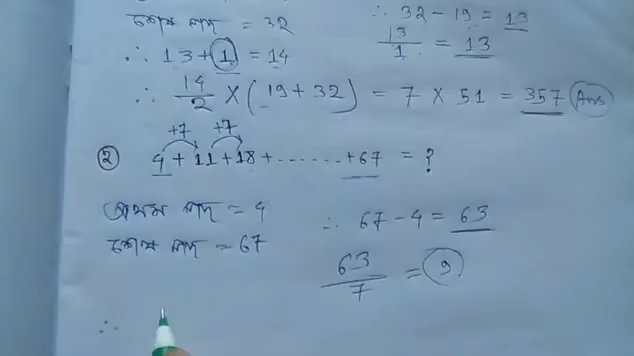 শেষ পদ = 32
∴ 32 - 19 = 13
13/1 = 13
∴ 13 + 1 = 14
∴ 14/2 × (19 + 32) = 7 × 51 = 357 Ans
+7 +7
② 4 + 11 + 18 + ....... + 67 = ?
প্রথম পদ = 4
শেষ পদ = 67
∴ 67 - 4 = 63
63/7 = 9
∴